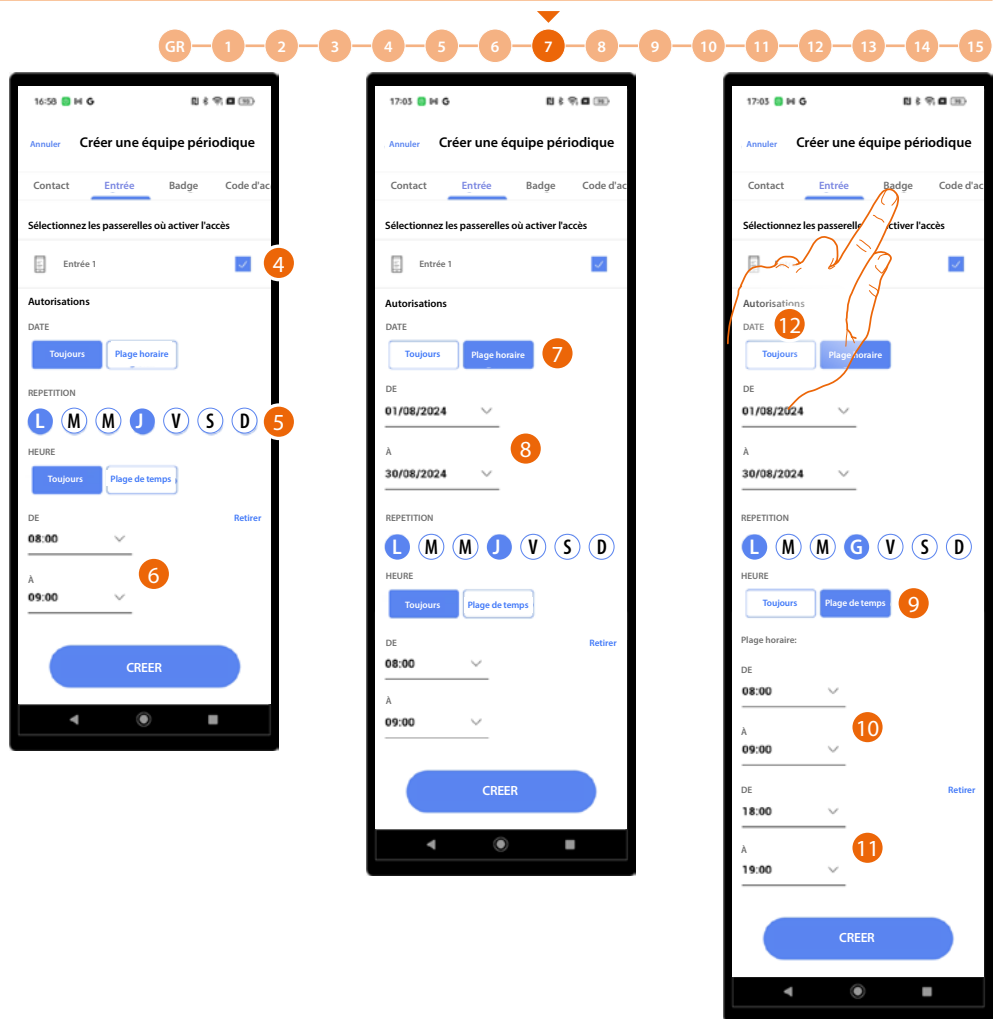 GR 1 2 3 4 5 6 7 8 9 10 11 12 13 14 15
16:58
Annuler Créer une équipe périodique
Contact Entrée Badge Code d'ac
Sélectionnez les passerelles où activer l'accès
Entrée 1 4
Autorisations
DATE
Toujours Plage horaire
REPETITION
L M M J V S D 5
HEURE
Toujours Plage de temps
DE Retirer
08:00
6
À
09:00
CREER
17:03
Annuler Créer une équipe périodique
Contact Entrée Badge Code d'ac
Sélectionnez les passerelles où activer l'accès
Entrée 1
Autorisations
DATE
Toujours Plage horaire 7
DE
01/08/2024
8
À
30/08/2024
REPETITION
L M M J V S D
HEURE
Toujours Plage de temps
DE Retirer
08:00
À
09:00
CREER
17:03
Annuler Créer une équipe périodique
Contact Entrée Badge Code d'ac
Sélectionnez les passerelle activer l'accès
Autorisations
DATE 12
Toujours Plage horaire
DE
01/08/2024
À
30/08/2024
REPETITION
L M M G V S D
HEURE
Toujours Plage de temps 9
Plage horaire:
DE
08:00
10
À
09:00
DE Retirer
18:00
11
À
19:00
CREER